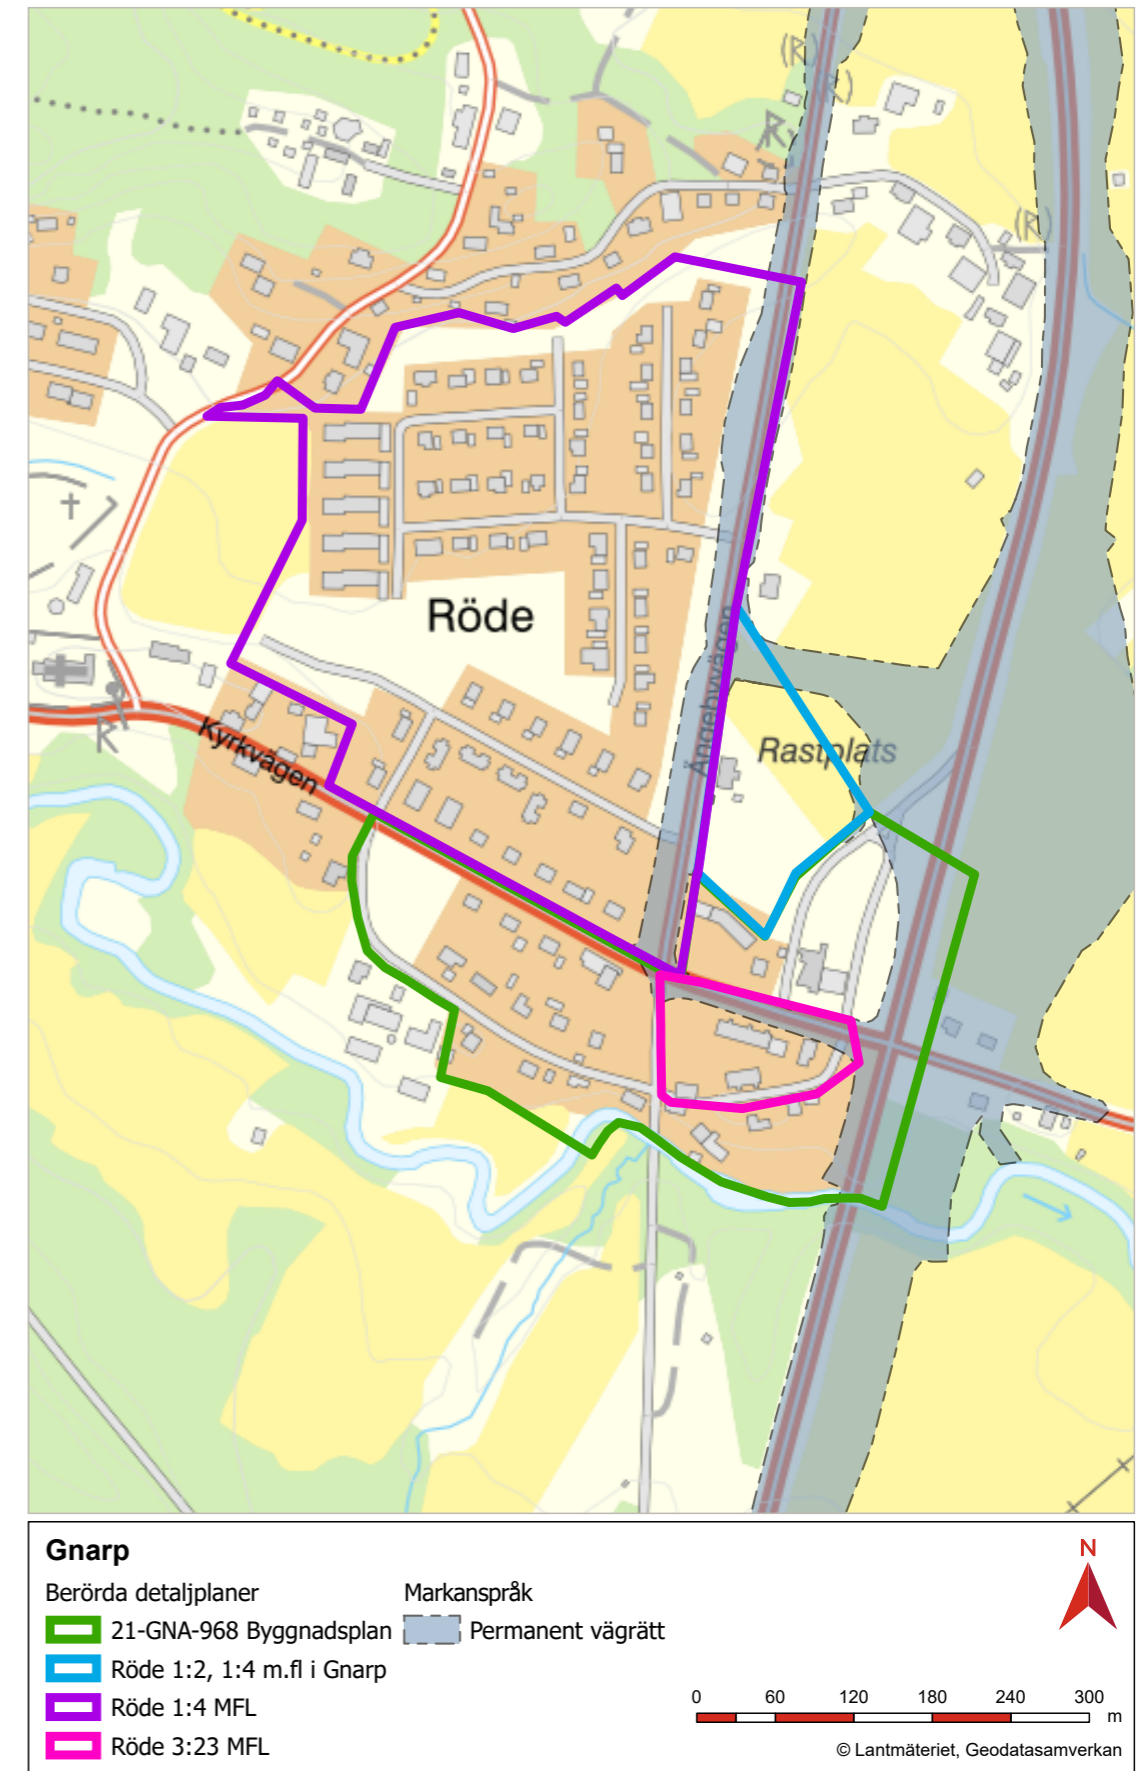 (R)
R)
R
(R)
Röde
Ängebyvägen
Rastplats
Kyrkvägen
R
Gnarp
Berörda detaljplaner
Markanspråk
21-GNA-968 Byggnadsplan
Permanent vägrätt
Röde 1:2, 1:4 m.fl i Gnarp
Röde 1:4 MFL
Röde 3:23 MFL
N
0 60 120 180 240 300
m
© Lantmäteriet, Geodatasamverkan